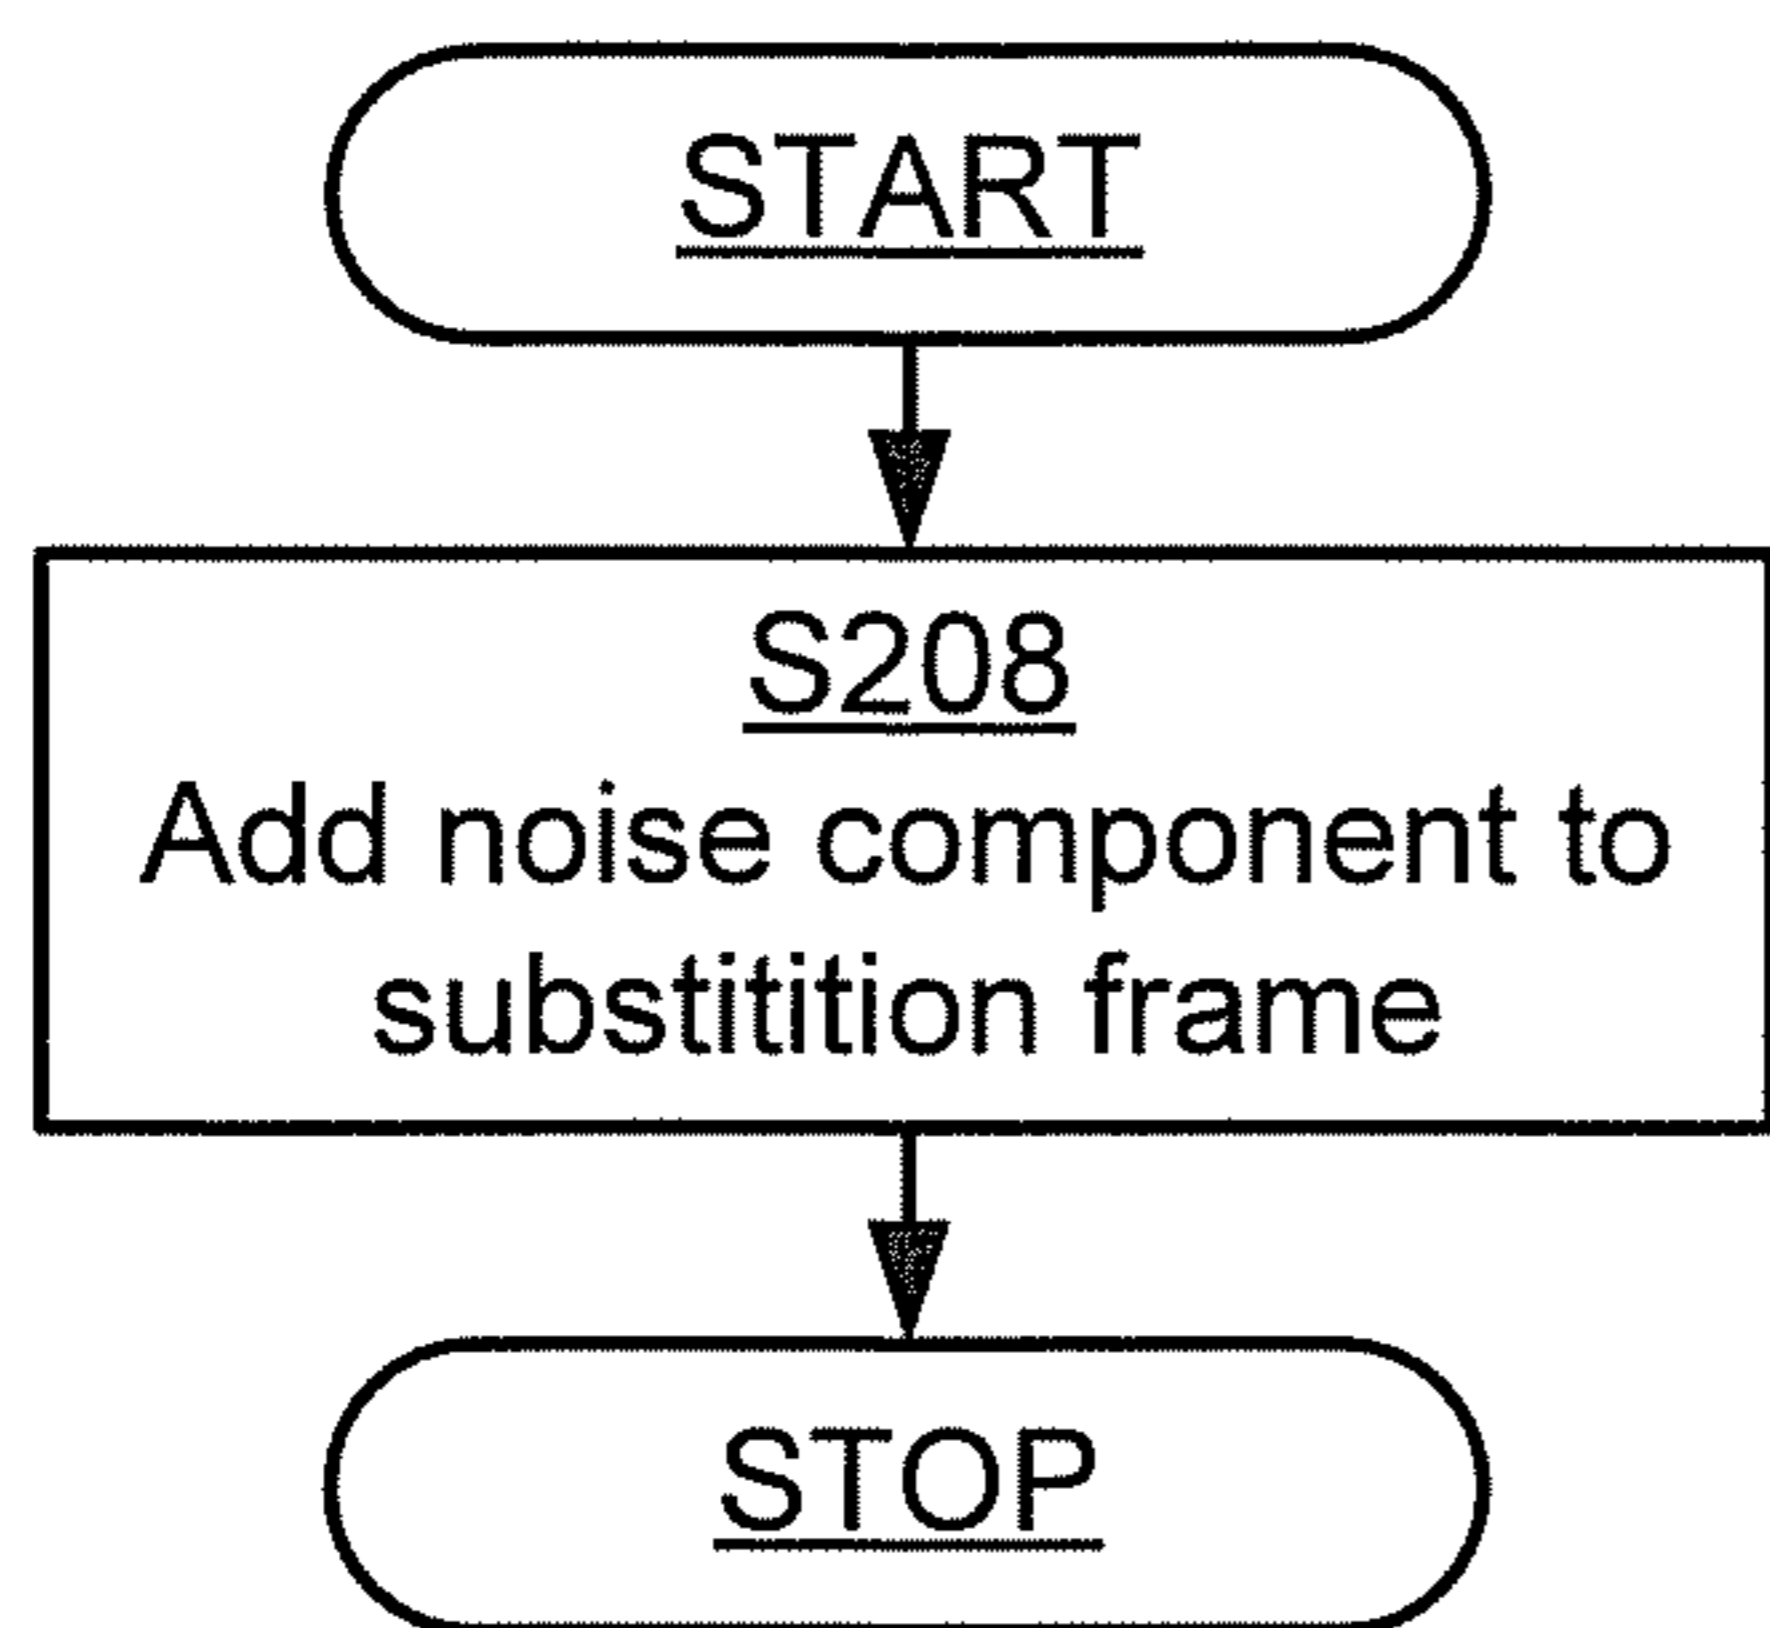 START
S208
Add noise component to
substitition frame
STOP